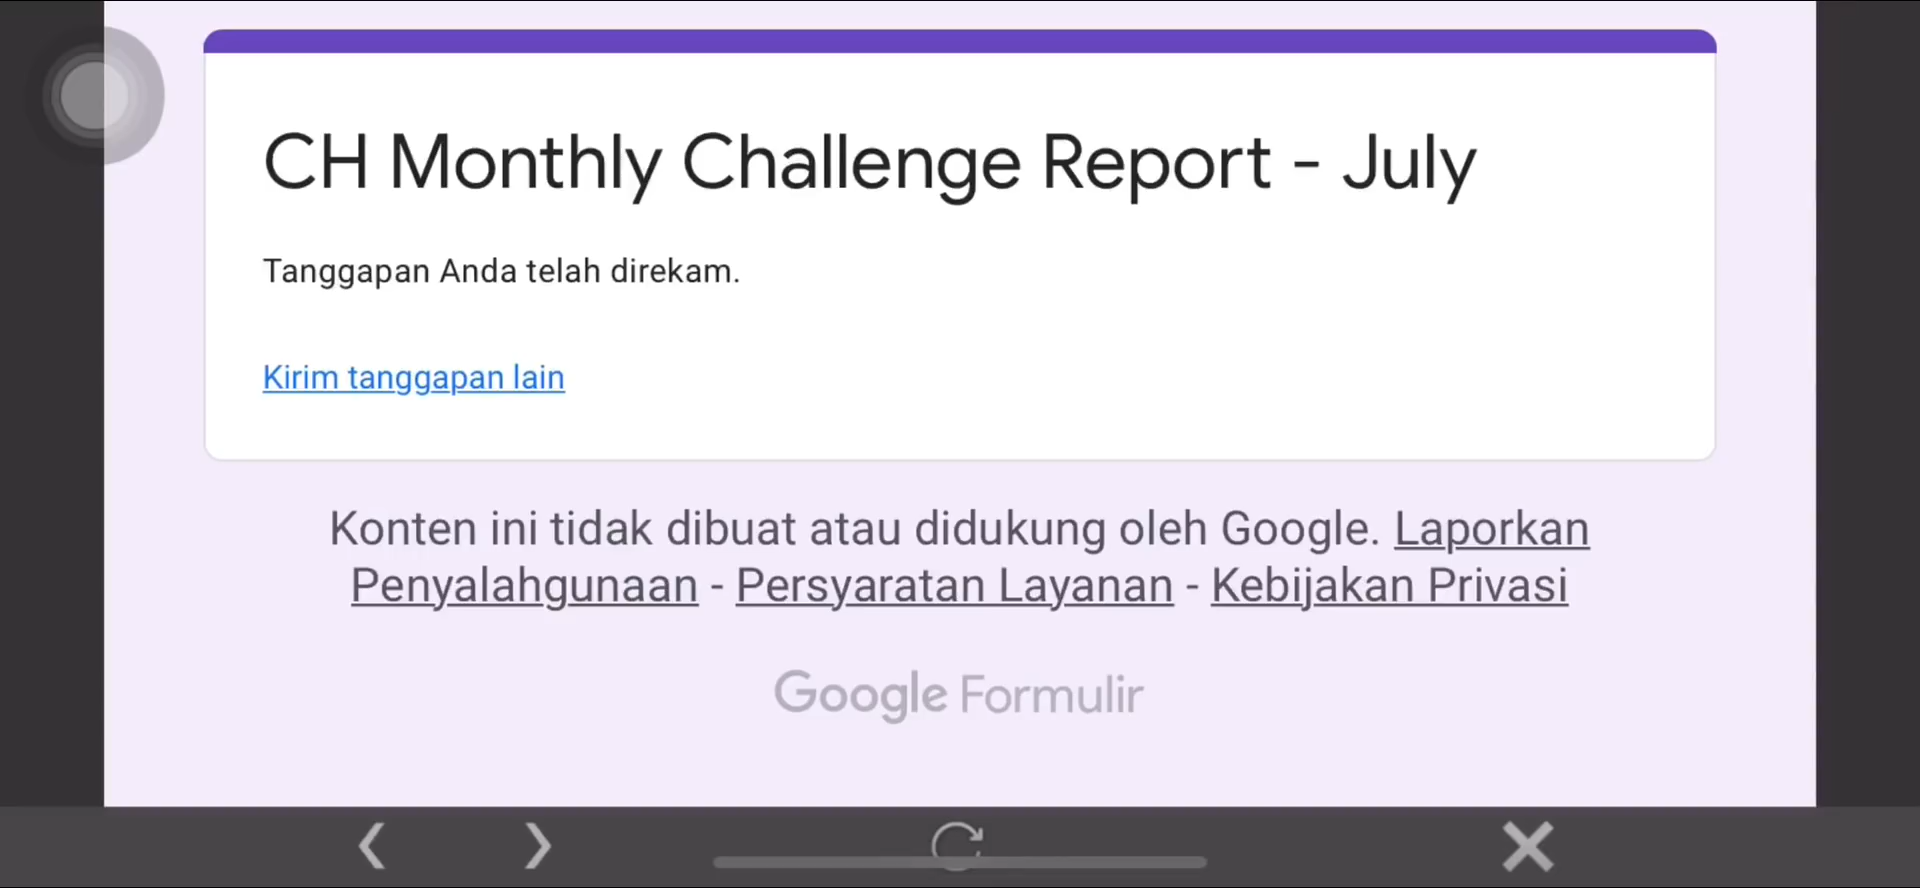 CH Monthly Challenge Report - July
Tanggapan Anda telah direkam.
Kirim tanggapan lain
Konten ini tidak dibuat atau didukung oleh Google. Laporkan
Penyalahgunaan - Persyaratan Layanan - Kebijakan Privasi
Google Formulir